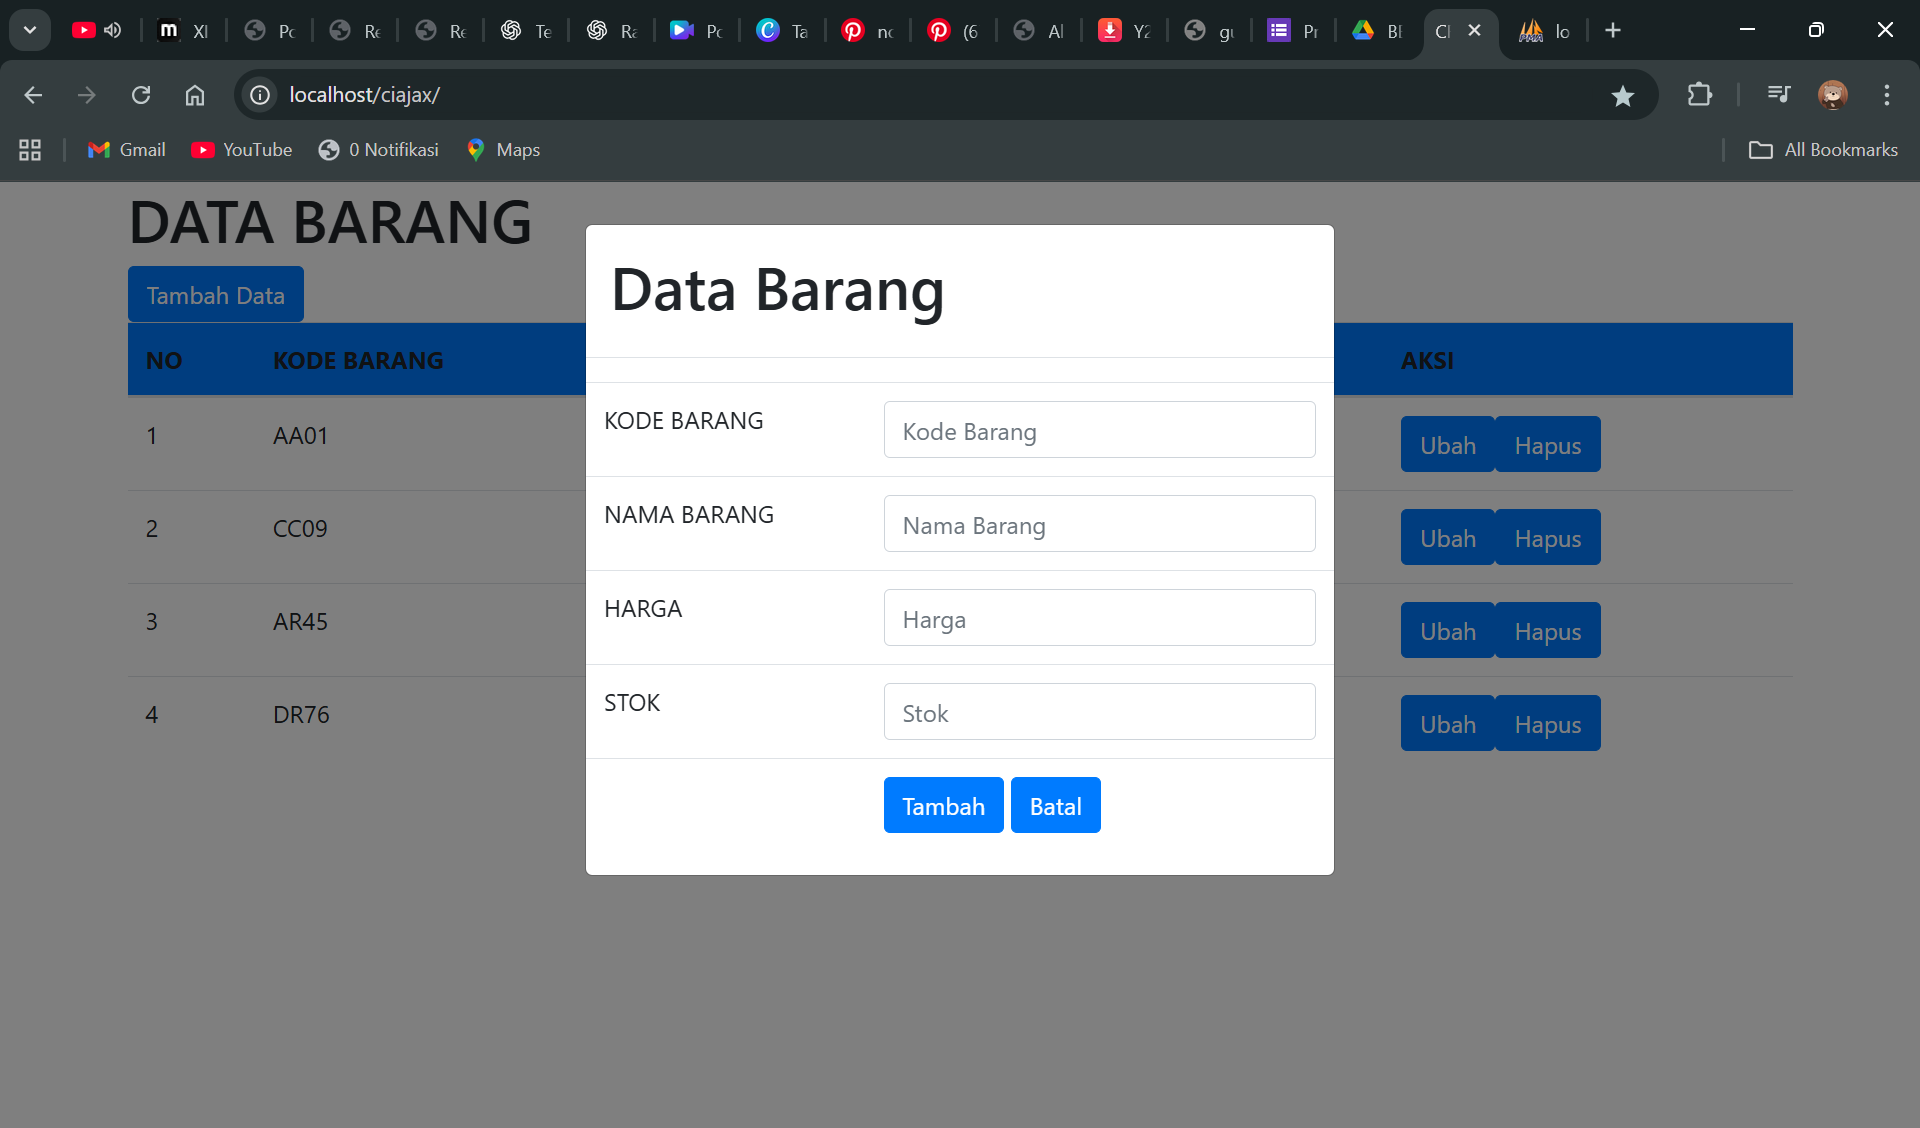 XI
Pc
Re
Re
Te
Ra
Pc
Ta
nc
(6
Al
Y2
gu
Pr
BE
CI
lo
localhost/ciajax/
Gmail
YouTube
0 Notifikasi
Maps
All Bookmarks
DATA BARANG
Tambah Data
NO KODE BARANG AKSI
1 AA01 Ubah Hapus
2 CC09 Ubah Hapus
3 AR45 Ubah Hapus
4 DR76 Ubah Hapus
Data Barang
KODE BARANG Kode Barang
NAMA BARANG Nama Barang
HARGA Harga
STOK Stok
Tambah Batal